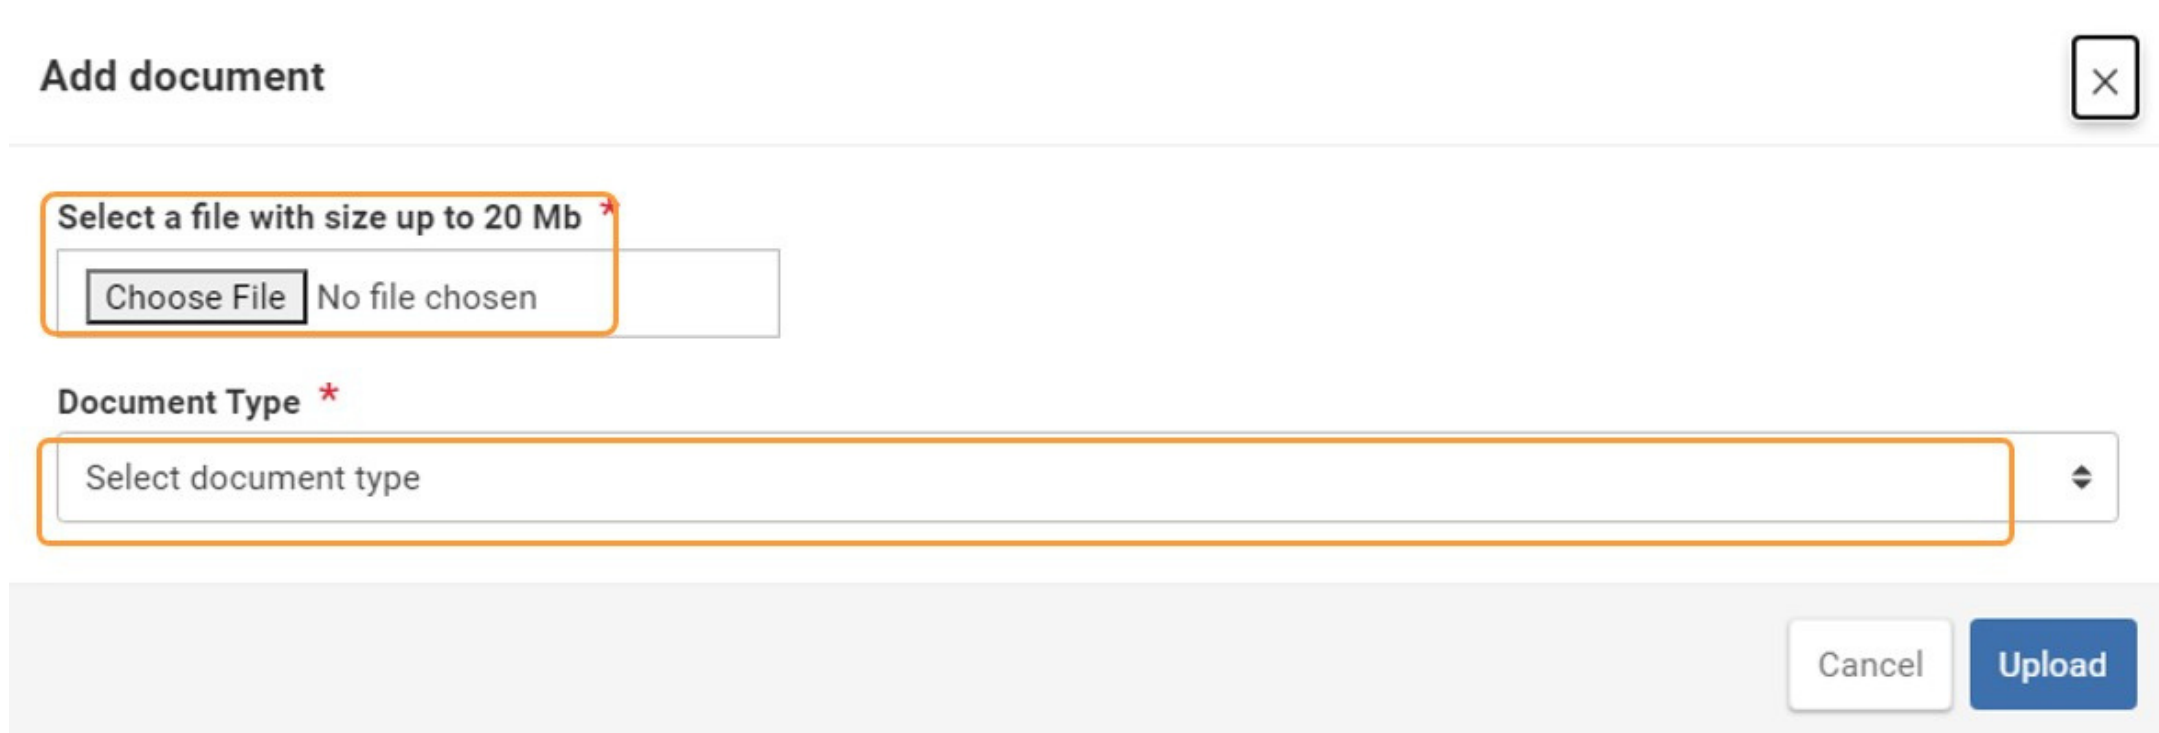 Add document
Select a file with size up to 20 Mb *
Choose File No file chosen
Document Type *
Select document type
Cancel Upload